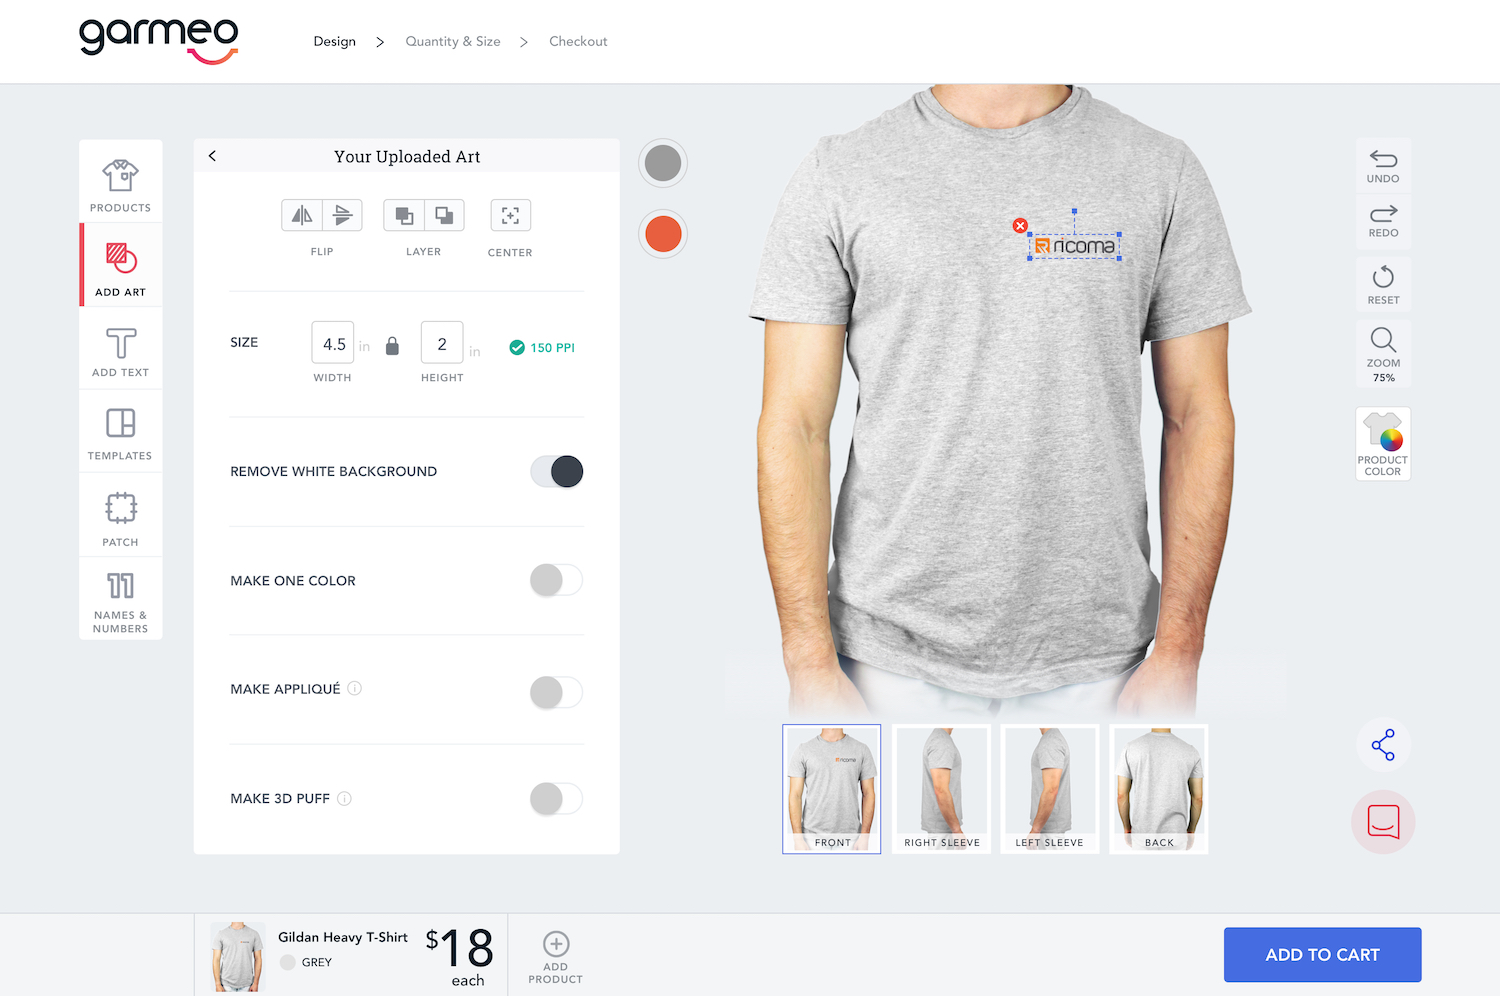 garmeo
Design > Quantity & Size > Checkout
PRODUCTS
ADD ART
ADD TEXT
TEMPLATES
PATCH
11
NAMES &
NUMBERS
Your Uploaded Art
FLIP
LAYER
CENTER
SIZE
4.5 in
2 in
150 PPI
WIDTH
HEIGHT
REMOVE WHITE BACKGROUND
MAKE ONE COLOR
MAKE APPLIQUÉ
MAKE 3D PUFF
ricoma
UNDO
REDO
RESET
ZOOM
75%
PRODUCT
COLOR
ricoma
FRONT
RIGHT SLEEVE
LEFT SLEEVE
BACK
Gildan Heavy T-Shirt
GREY
$18
each
ADD
PRODUCT
ADD TO CART